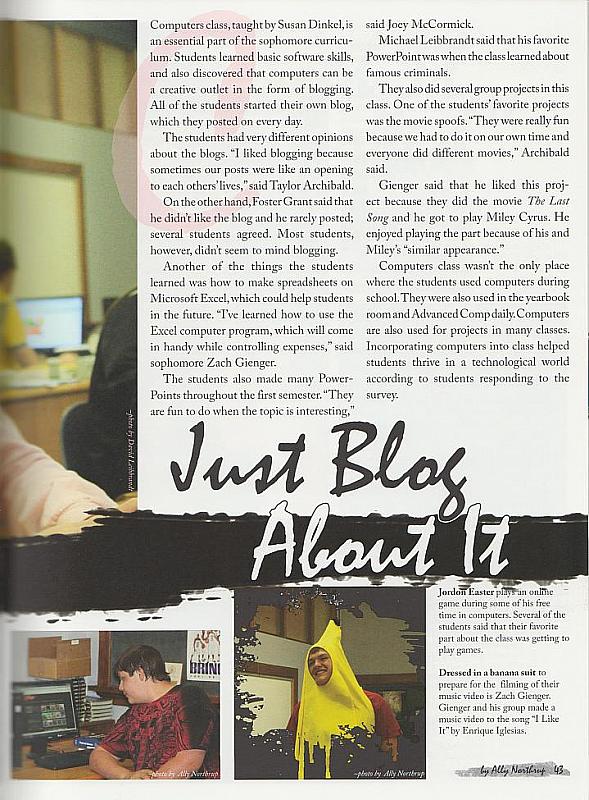 Computers class, taught by Susan Dinkel, is
an essential part of the sophomore curricu-
lum. Students learned basic software skills,
and also discovered that computers can be
a creative outlet in the form of blogging.
All of the students started their own blog,
which they posted on every day.
The students had very different opinions
about the blogs. “I liked blogging because
sometimes our posts were like an opening
to each others’ lives,” said Taylor Archibald.
On the other hand, Foster Grant said that
he didn’t like the blog and he rarely posted;
several students agreed. Most students,
however, didn’t seem to mind blogging.
Another of the things the students
learned was how to make spreadsheets on
Microsoft Excel, which could help students
in the future. “I’ve learned how to use the
Excel computer program, which will come
in handy while controlling expenses,” said
sophomore Zach Gienger.
The students also made many Power-
Points throughout the first semester. “They
are fun to do when the topic is interesting,”
said Joey McCormick.
Michael Leibbrandt said that his favorite
PowerPoint was when the class learned about
famous criminals.
They also did several group projects in this
class. One of the students’ favorite projects
was the movie spoofs. “They were really fun
because we had to do it on our own time and
everyone did different movies,” Archibald
said.
Gienger said that he liked this proj-
ect because they did the movie The Last
Song and he got to play Miley Cyrus. He
enjoyed playing the part because of his and
Miley’s “similar appearance.”
Computers class wasn’t the only place
where the students used computers during
school. They were also used in the yearbook
room and Advanced Comp daily. Computers
are also used for projects in many classes.
Incorporating computers into class helped
students thrive in a technological world
according to students responding to the
survey.
–photo by David Leibbrandt
Just Blog
About It
Jordon Easter plays an online
game during some of his free
time in computers. Several of the
students said that their favorite
part about the class was getting to
play games.
Dressed in a banana suit to
prepare for the filming of their
music video is Zach Gienger.
Gienger and his group made a
music video to the song “I Like
It” by Enrique Iglesias.
BRING
–photo by Ally Northrup
–photo by Ally Northrup
by Ally Northrup 43